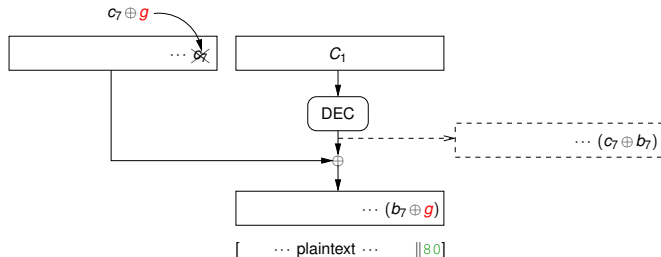 c₇ ⊕ g
··· c₇
C₁
DEC
··· (c₇ ⊕ b₇)
⊕
··· (b₇ ⊕ g)
[ ··· plaintext ··· ‖80]